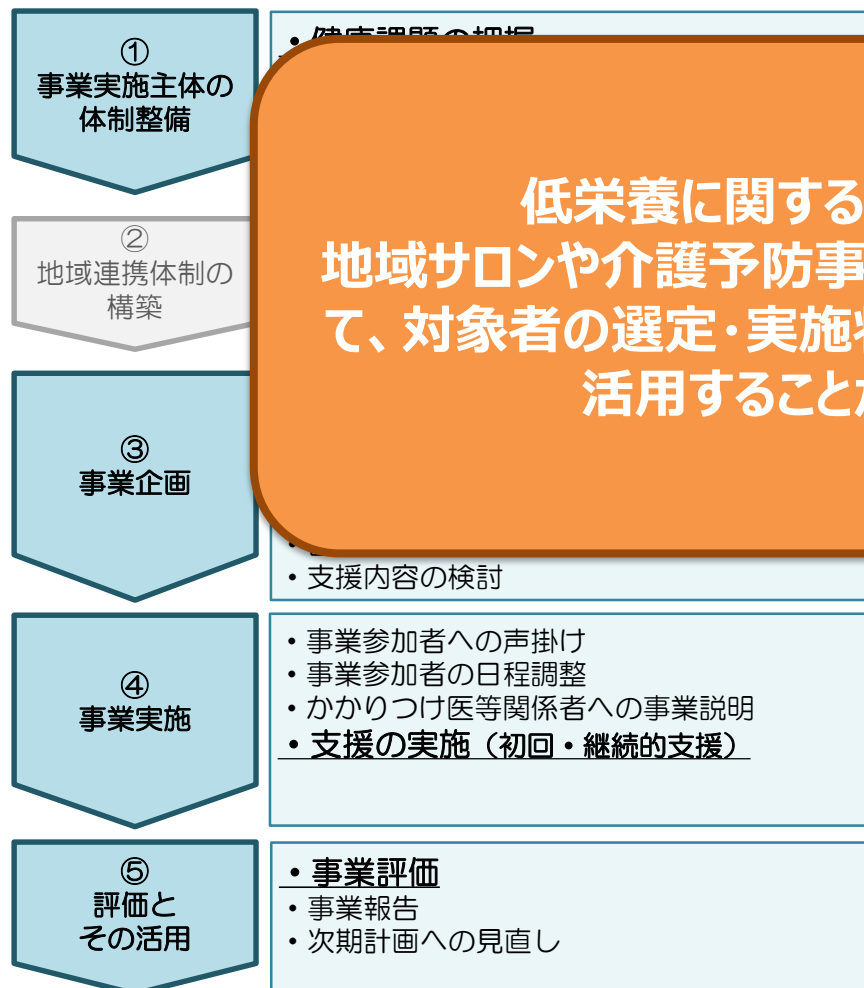 ①
事業実施主体の
体制整備
・健康課題の把握
低栄養に関する
地域サロンや介護予防事
て、対象者の選定・実施
活用すること
②
地域連携体制の
構築
③
事業企画
・支援内容の検討
④
事業実施
・事業参加者への声掛け
・事業参加者の日程調整
・かかりつけ医等関係者への事業説明
・支援の実施（初回・継続的支援）
⑤
評価と
その活用
・事業評価
・事業報告
・次期計画への見直し